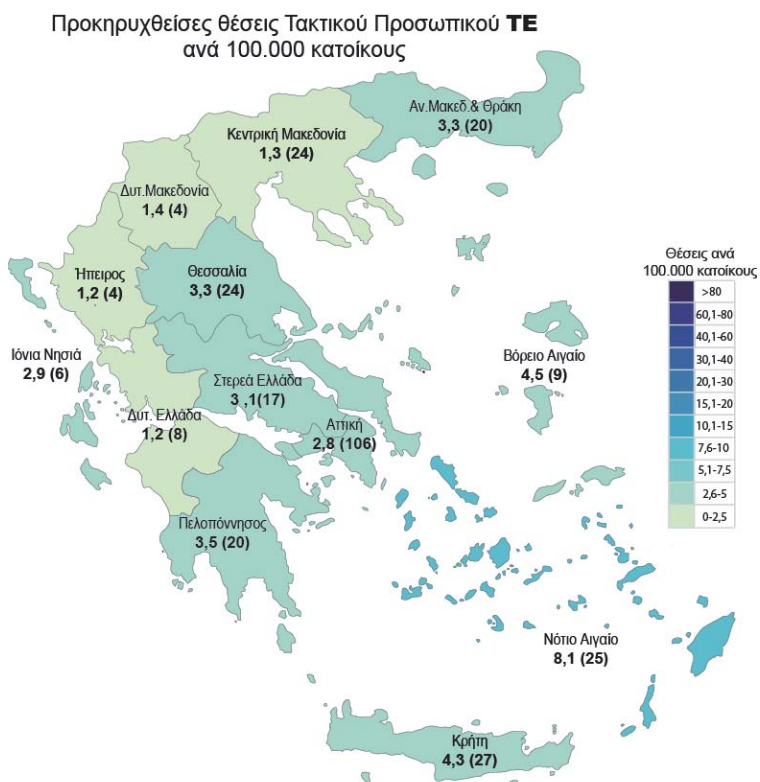 Προκηρυχθείσες θέσεις Τακτικού Προσωπικού ΤΕ
ανά 100.000 κατοίκους
Αν.Μακεδ.& Θράκη
3,3 (20)
Κεντρική Μακεδονία
1,3 (24)
Δυτ.Μακεδονία
1,4 (4)
Ήπειρος
1,2 (4)
Θεσσαλία
3,3 (24)
Ιόνια Νησιά
2,9 (6)
Στερεά Ελλάδα
3 ,1(17)
Δυτ. Ελλάδα
1,2 (8)
Αττική
2,8 (106)
Πελοπόννησος
3,5 (20)
Βόρειο Αιγαίο
4,5 (9)
Νότιο Αιγαίο
8,1 (25)
Κρήτη
4,3 (27)
Θέσεις ανά
100.000 κατοίκους
>80
60,1-80
40,1-60
30,1-40
20,1-30
15,1-20
10,1-15
7,6-10
5,1-7,5
2,6-5
0-2,5